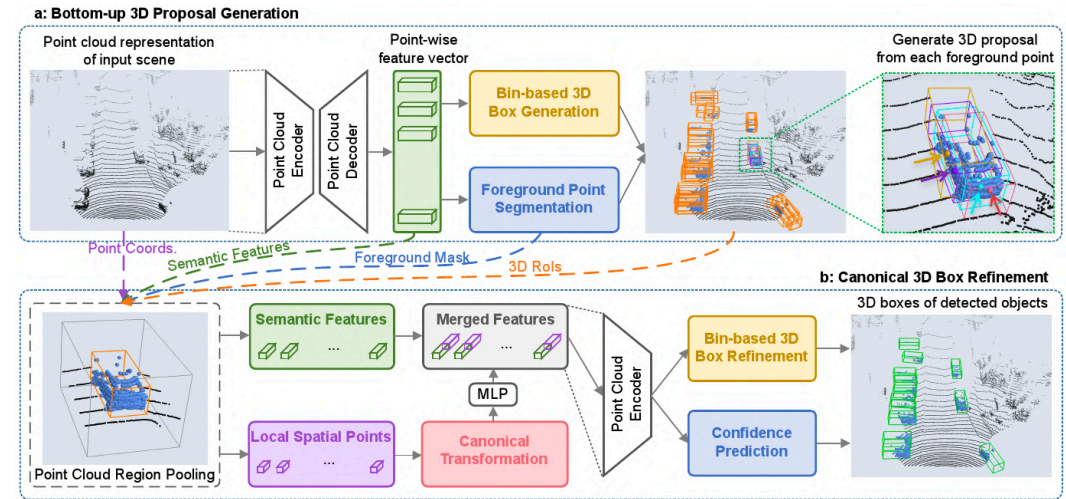 a: Bottom-up 3D Proposal Generation
Point cloud representation
of input scene
Point-wise
feature vector
Generate 3D proposal
from each foreground point
Point Cloud
Encoder
Point Cloud
Decoder
Bin-based 3D
Box Generation
Foreground Point
Segmentation
Point Coords.
Semantic Features
Foreground Mask
3D RoIs
b: Canonical 3D Box Refinement
Point Cloud Region Pooling
Semantic Features
...
Merged Features
...
MLP
Local Spatial Points
...
Canonical
Transformation
Point Cloud
Encoder
Bin-based 3D
Box Refinement
Confidence
Prediction
3D boxes of detected objects